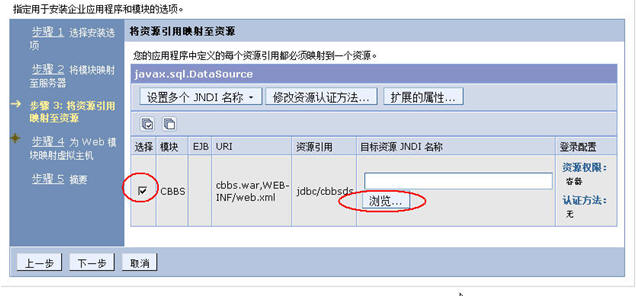 指定用于安装企业应用程序和模块的选项。
步骤 1 选择安装选项
步骤 2 将模块映射至服务器
步骤 3: 将资源引用映射至资源
步骤 4 为 Web 模块映射虚拟主机
步骤 5 摘要
将资源引用映射至资源
您的应用程序中定义的每个资源引用都必须映射到一个资源。
javax.sql.DataSource
设置多个 JNDI 名称 修改资源认证方法... 扩展的属性...
选择 模块 EJB URI 资源引用 目标资源 JNDI 名称 登录配置
CBBS cbbs.war,WEB-INF/web.xml jdbc/cbbsds 浏览... 资源权限: 容器 认证方法: 无
上一步 下一步 取消